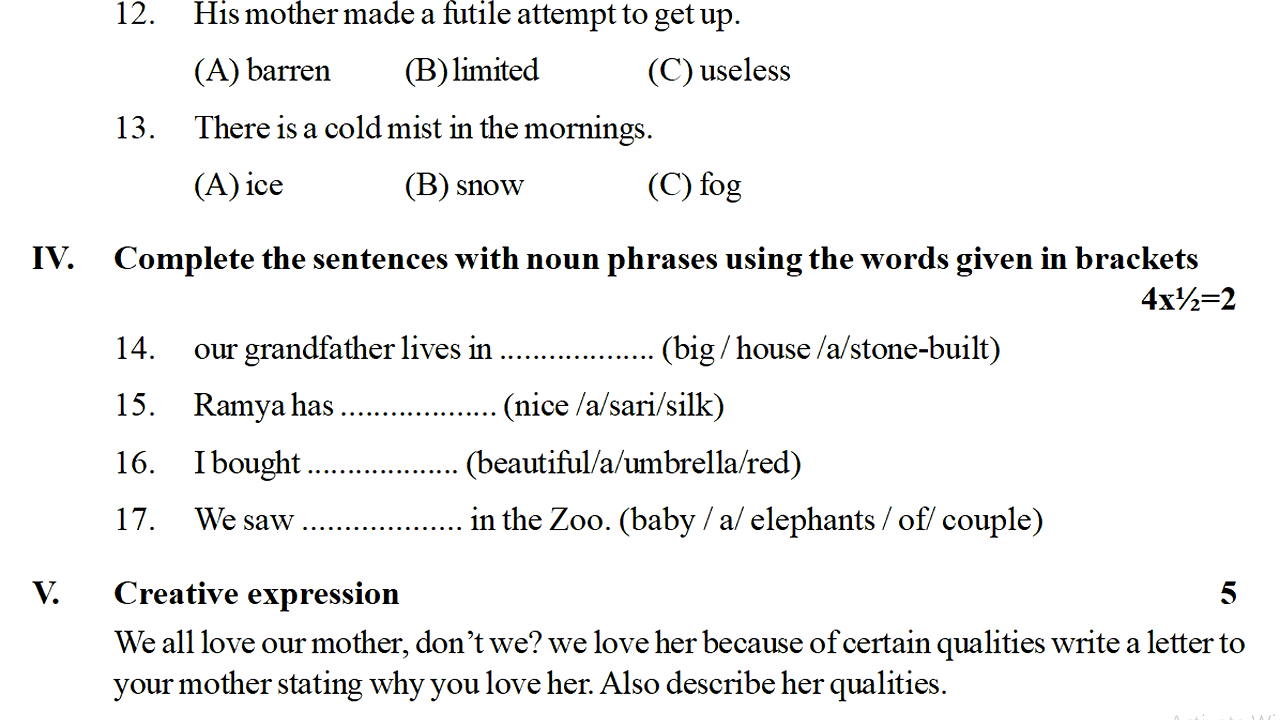 12. His mother made a futile attempt to get up.
(A) barren (B) limited (C) useless
13. There is a cold mist in the mornings.
(A) ice (B) snow (C) fog
IV. Complete the sentences with noun phrases using the words given in brackets
4x½=2
14. our grandfather lives in ................... (big / house /a/stone-built)
15. Ramya has ................... (nice /a/sari/silk)
16. I bought .................. (beautiful/a/umbrella/red)
17. We saw ................... in the Zoo. (baby / a/ elephants / of/ couple)
V. Creative expression 5
We all love our mother, don't we? we love her because of certain qualities write a letter to
your mother stating why you love her. Also describe her qualities.